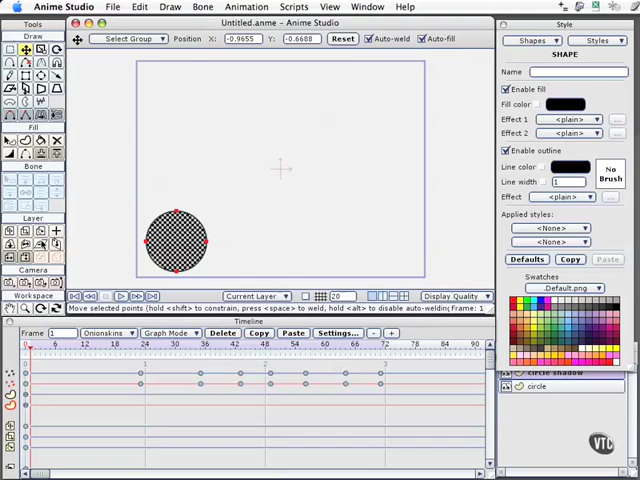 Anime Studio File Edit Draw Bone Animation Scripts View Window Help
Untitled.anme - Anime Studio
Tools
Style
Draw
Select Group Position X: -0.9655 Y: -0.6688 Reset Auto-weld Auto-fill
Shapes Styles
SHAPE
Name
Enable fill
Fill color
Effect 1 <plain> ...
Effect 2 <plain> ...
Fill
Enable outline
Line color
Line width 1
No Brush
Effect <plain> ...
Bone
Applied styles:
<None>
<None>
Layer
Defaults Copy Paste
Camera
Swatches
.Default.png
Workspace
Current Layer 20 Display Quality
Move selected points (hold <shift> to constrain, press <space> to weld, hold <alt> to disable auto-welding) Frame: 1
Timeline
Frame 1 Onionskins Graph Mode Delete Copy Paste Settings... - +
0 6 12 18 24 30 36 42 48 54 60 66 72 78 84 90
0 1 2 3
circle shadow
circle
VTC